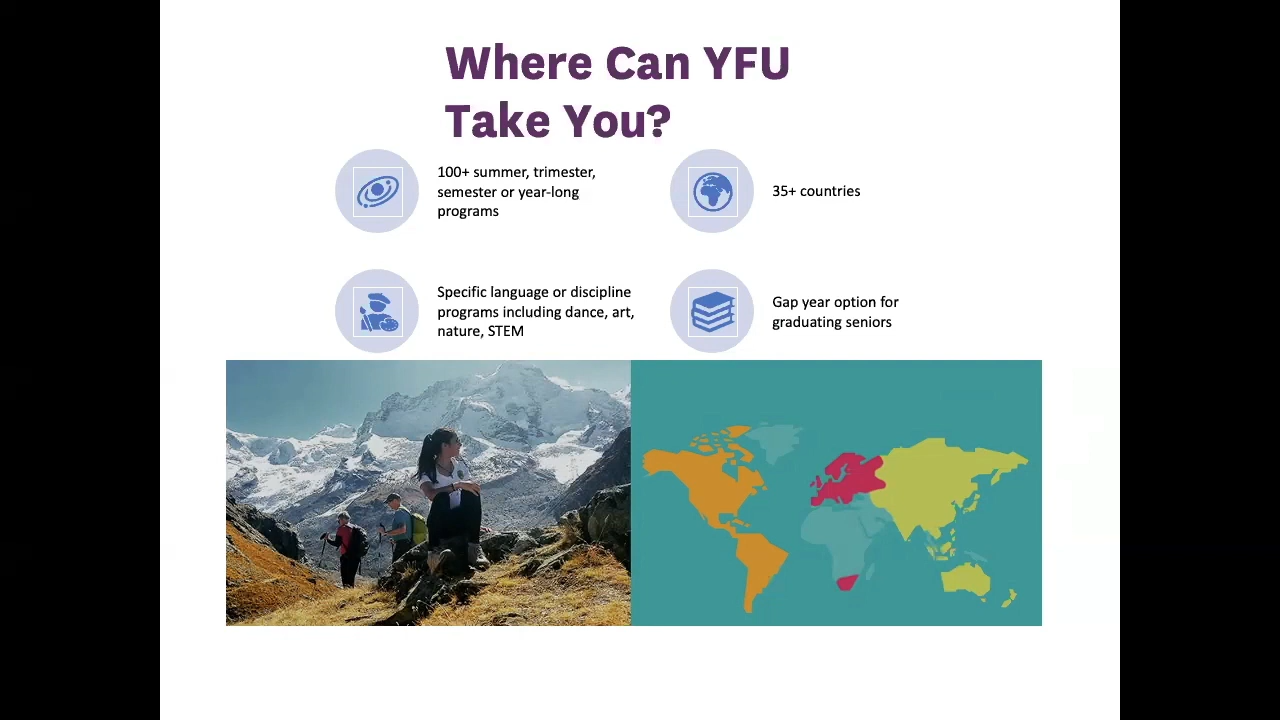 Where Can YFU
Take You?
100+ summer, trimester,
semester or year-long
programs
35+ countries
Specific language or discipline
programs including dance, art,
nature, STEM
Gap year option for
graduating seniors